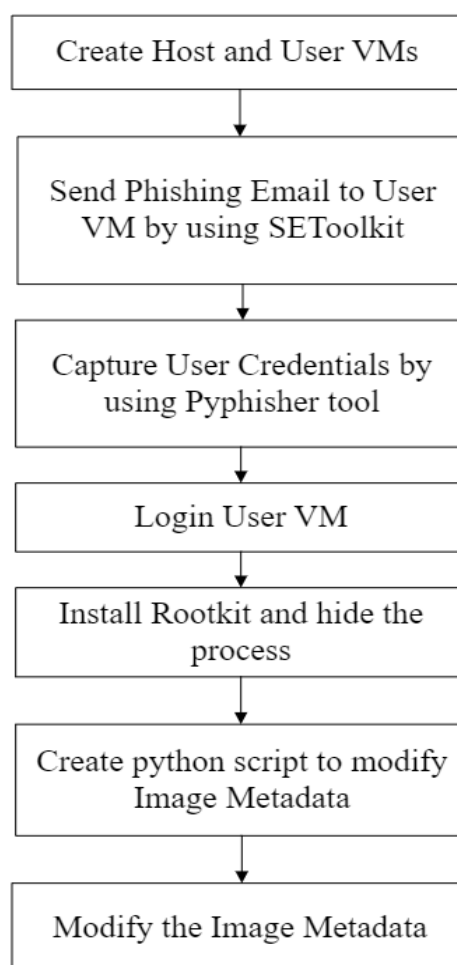 Create Host and User VMs
Send Phishing Email to User
VM by using SEToolkit
Capture User Credentials by
using Pyphisher tool
Login User VM
Install Rootkit and hide the
process
Create python script to modify
Image Metadata
Modify the Image Metadata